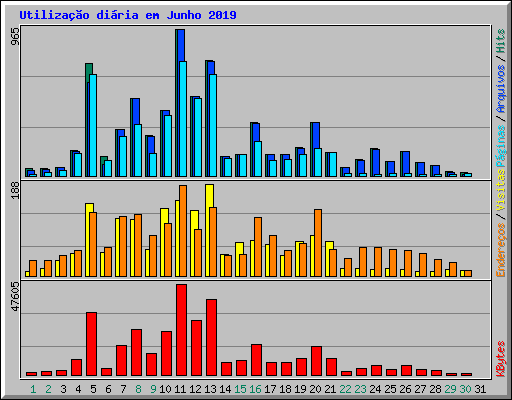 Utilização diária em Junho 2019
965
188
47605
Endereços / Visitas Páginas / Arquivos / Hits
KBytes
1 2 3 4 5 6 7 8 9 10 11 12 13 14 15 16 17 18 19 20 21 22 23 24 25 26 27 28 29 30 31